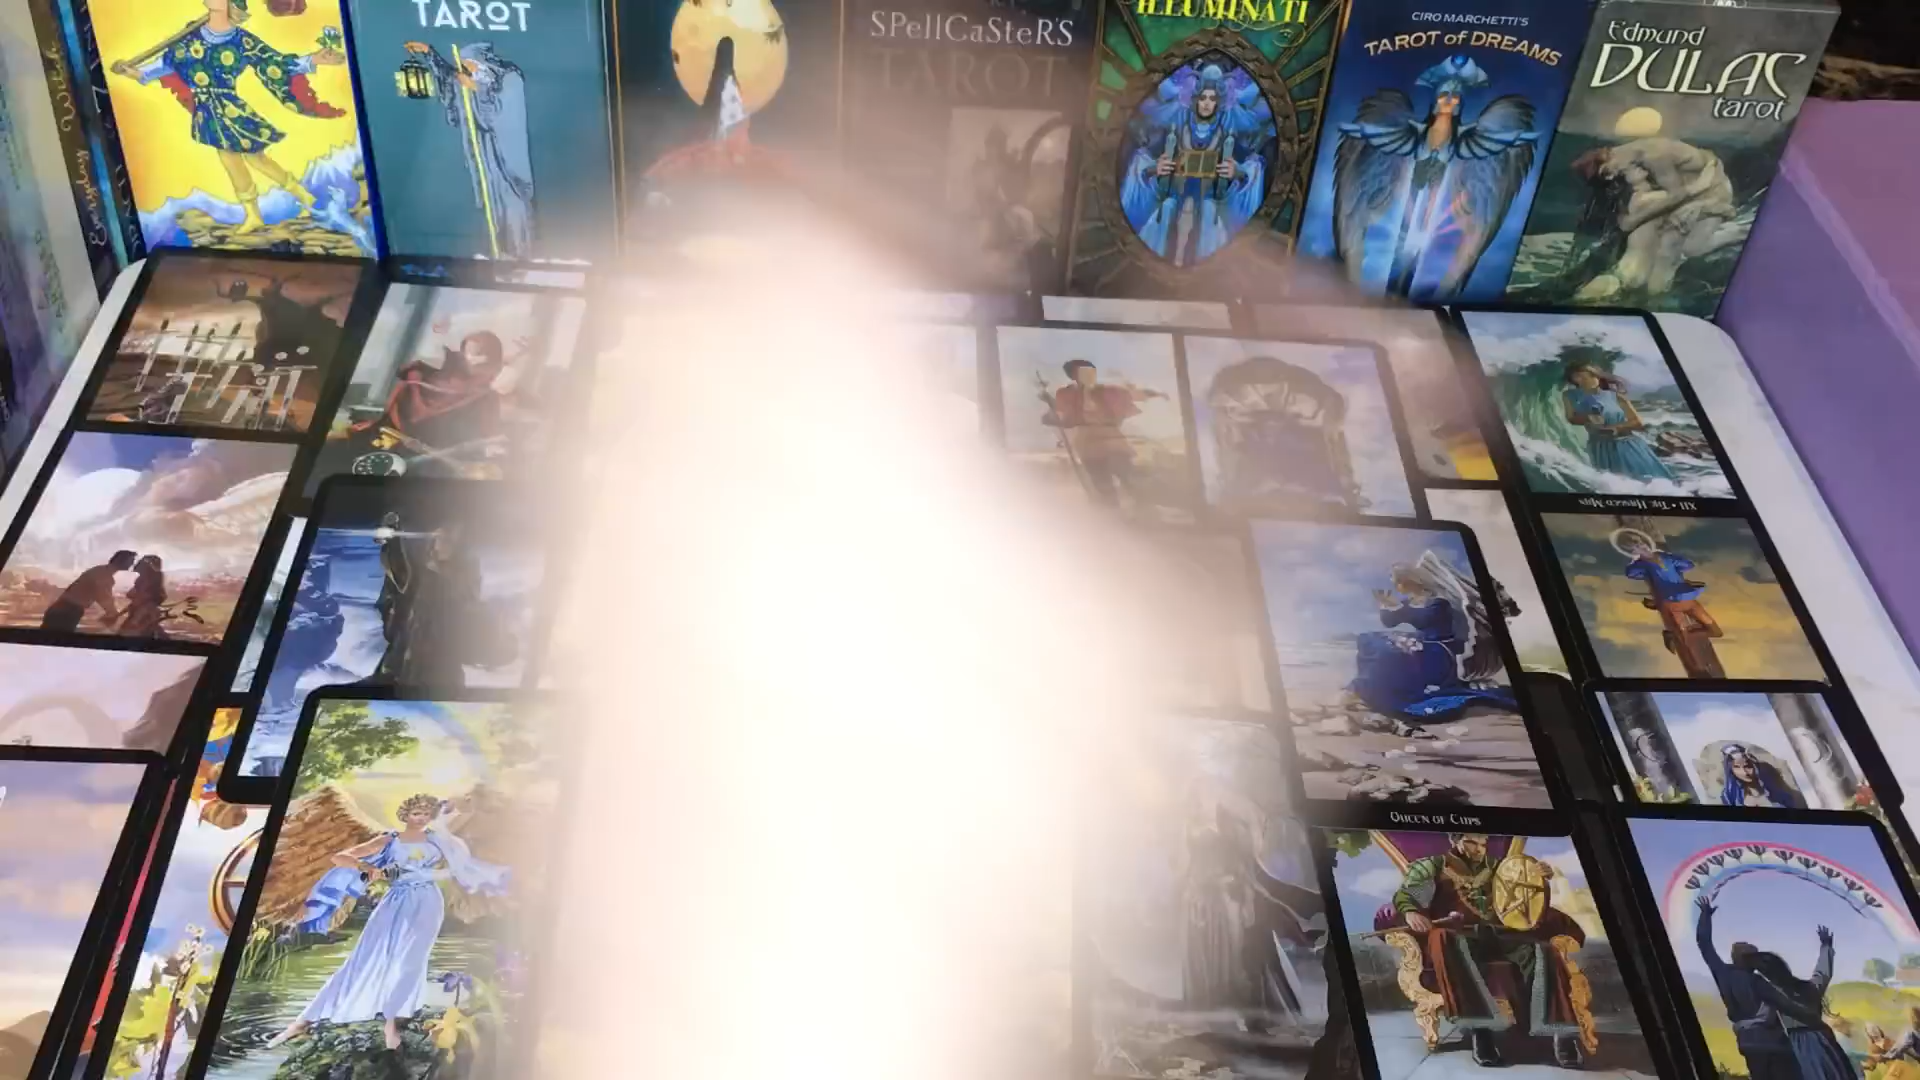 TAROT
SPellCaSteRS
TAROT
ILLUMINATI
CIRO MARCHETTI'S
TAROT of DREAMS
Edmund
DULAC
tarot
Everyday Witch
XII • THE HANGED MAN
QUEEN OF CUPS